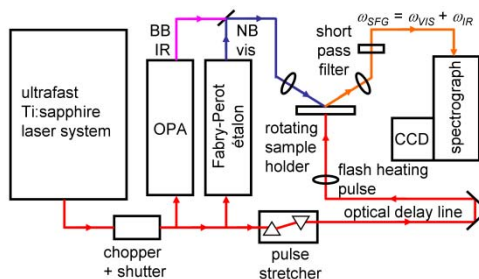 BB
IR
NB
vis
short
pass
filter
ω_SFG = ω_VIS + ω_IR
ultrafast
Ti:sapphire
laser system
OPA
Fabry-Perot
étalon
rotating
sample
holder
CCD
spectrograph
flash heating
pulse
optical delay line
chopper
+ shutter
pulse
stretcher